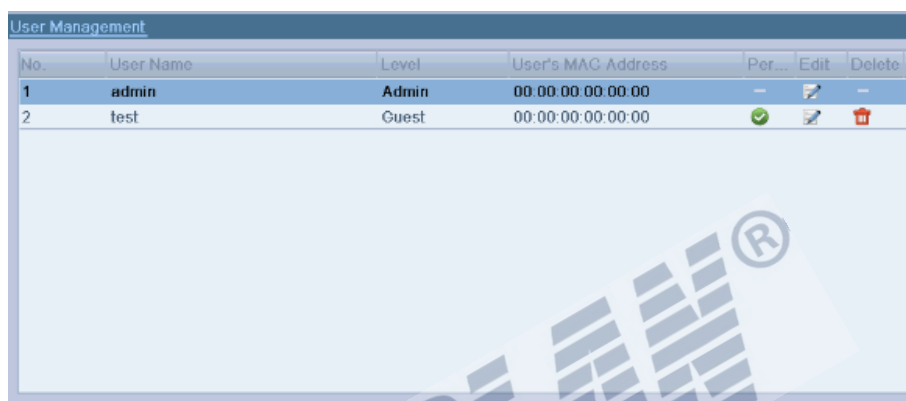 User Management
No. User Name Level User's MAC Address Per... Edit Delete
1 admin Admin 00:00:00:00:00:00 – –
2 test Guest 00:00:00:00:00:00
®